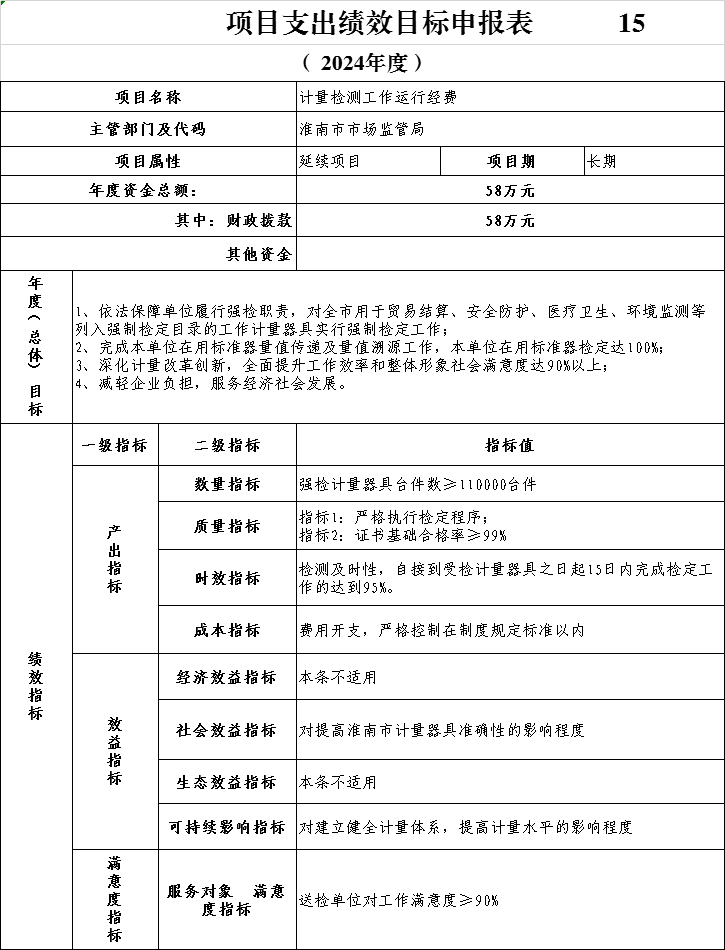 项目支出绩效目标申报表 15
（ 2024年度 ）
项目名称 计量检测工作运行经费
主管部门及代码 淮南市市场监管局
项目属性 延续项目 项目期 长期
年度资金总额： 58万元
其中：财政拨款 58万元
其他资金
年度（总体）目标
1、依法保障单位履行强检职责，对全市用于贸易结算、安全防护、医疗卫生、环境监测等
列入强制检定目录的工作计量器具实行强制检定工作；
2、完成本单位在用标准器量值传递及量值溯源工作，本单位在用标准器检定达100%；
3、深化计量改革创新，全面提升工作效率和整体形象社会满意度达90%以上；
4、减轻企业负担，服务经济社会发展。
绩效指标
一级指标 二级指标 指标值
产出指标
数量指标 强检计量器具台件数≥110000台件
质量指标 指标1：严格执行检定程序；
指标2：证书基础合格率≥99%
时效指标 检测及时性，自接到受检计量器具之日起15日内完成检定工
作的达到95%。
成本指标 费用开支，严格控制在制度规定标准以内
效益指标
经济效益指标 本条不适用
社会效益指标 对提高淮南市计量器具准确性的影响程度
生态效益指标 本条不适用
可持续影响指标 对建立健全计量体系，提高计量水平的影响程度
满意度指标
服务对象 满意
度指标 送检单位对工作满意度≥90%